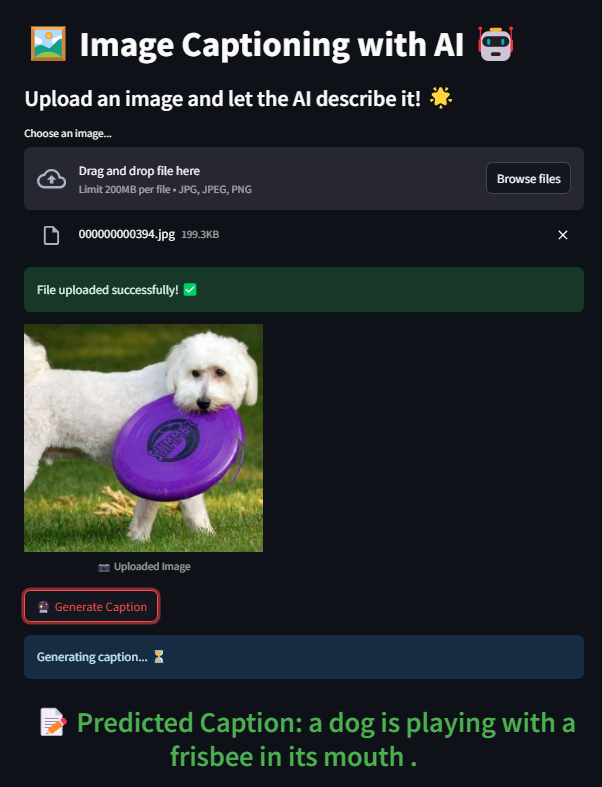 🖼️ Image Captioning with AI 🤖
Upload an image and let the AI describe it! 🌟
Choose an image...
Drag and drop file here
Limit 200MB per file • JPG, JPEG, PNG
Browse files
000000000394.jpg 199.3KB
File uploaded successfully! ✅
SWIMMER
📷 Uploaded Image
🔮 Generate Caption
Generating caption... ⏳
📝 Predicted Caption: a dog is playing with a
frisbee in its mouth .